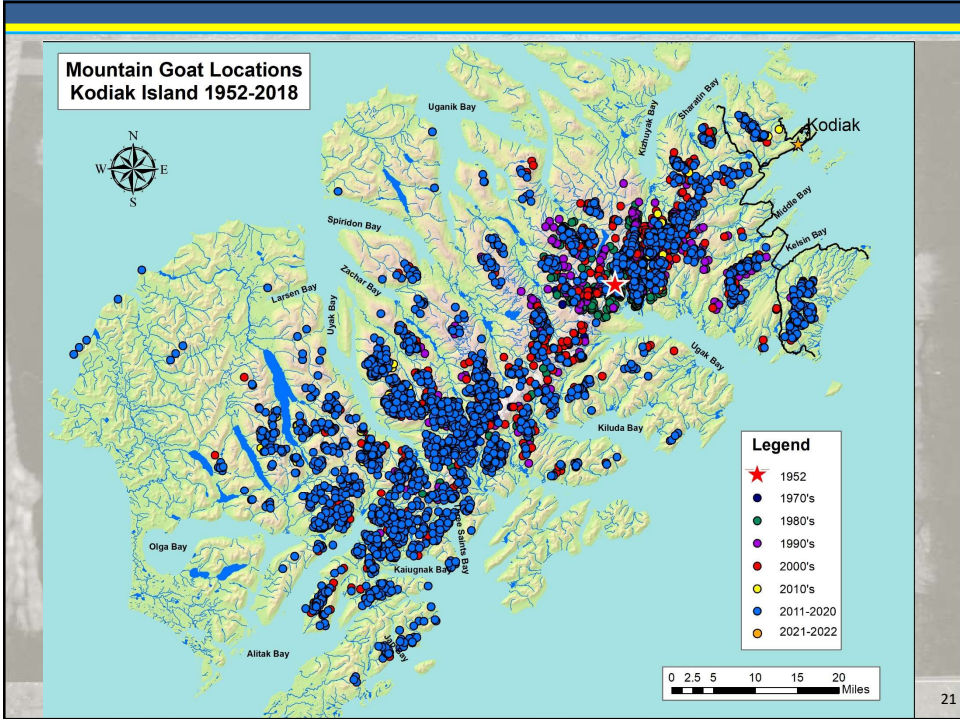 Mountain Goat Locations
Kodiak Island 1952-2018
N
W
E
S
Uganik Bay
Kizhuyak Bay
Sharatin Bay
Kodiak
Middle Bay
Kelsin Bay
Spiridon Bay
Zachar Bay
Larsen Bay
Uyak Bay
Ugak Bay
Kiluda Bay
Olga Bay
Saints Bay
Kaiugnak Bay
Alitak Bay
Bay
Legend
1952
1970's
1980's
1990's
2000's
2010's
2011-2020
2021-2022
0 2.5 5 10 15 20
Miles
21